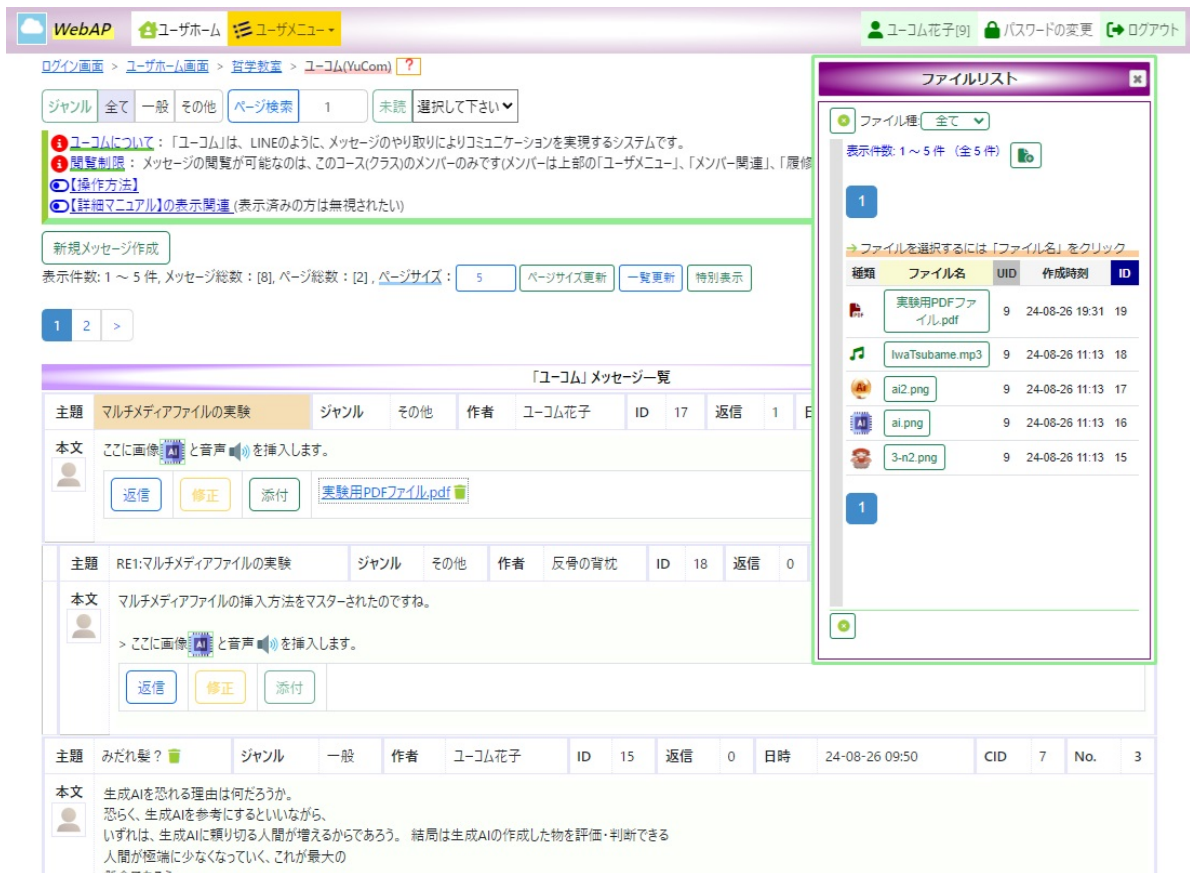 WebAP ユーザホーム ユーザメニュー ユーコム花子[9] パスワードの変更 ログアウト
ログイン画面 > ユーザホーム画面 > 哲学教室 > ユーコム(YuCom) ?
ジャンル 全て 一般 その他 ページ検索 1 未読 選択して下さい
ユーコムについて：「ユーコム」は、LINEのように、メッセージのやり取りによりコミュニケーションを実現するシステムです。
閲覧制限： メッセージの閲覧が可能なのは、このコース(クラス)のメンバーのみです(メンバーは上部の「ユーザメニュー」、「メンバー関連」、「履修
【操作方法】
【詳細マニュアル】の表示関連 (表示済みの方は無視されたい)
新規メッセージ作成
表示件数: 1 ～ 5 件, メッセージ総数：[8], ページ総数：[2] , ページサイズ： 5 ページサイズ更新 一覧更新 特別表示
1 2 >
「ユーコム」メッセージ一覧
主題 マルチメディアファイルの実験 ジャンル その他 作者 ユーコム花子 ID 17 返信 1
本文 ここに画像 AI と音声 を挿入します。
返信 修正 添付 実験用PDFファイル.pdf
主題 RE1:マルチメディアファイルの実験 ジャンル その他 作者 反骨の背枕 ID 18 返信 0
本文 マルチメディアファイルの挿入方法をマスターされたのですね。
> ここに画像 AI と音声 を挿入します。
返信 修正 添付
主題 みだれ髪？ ジャンル 一般 作者 ユーコム花子 ID 15 返信 0 日時 24-08-26 09:50 CID 7 No. 3
本文 生成AIを恐れる理由は何だろうか。
恐らく、生成AIを参考にするといいながら、
いずれは、生成AIに頼り切る人間が増えるからであろう。 結局は生成AIの作成した物を評価・判断できる
人間が極端に少なくなっていく、これが最大の
ファイルリスト
ファイル種: 全て
表示件数: 1 ～ 5 件 （全 5 件）
1
ファイルを選択するには「ファイル名」をクリック
種類 ファイル名 UID 作成時刻 ID
実験用PDFファ
イル.pdf 9 24-08-26 19:31 19
IwaTsubame.mp3 9 24-08-26 11:13 18
ai2.png 9 24-08-26 11:13 17
AI ai.png 9 24-08-26 11:13 16
3-n2.png 9 24-08-26 11:13 15
1